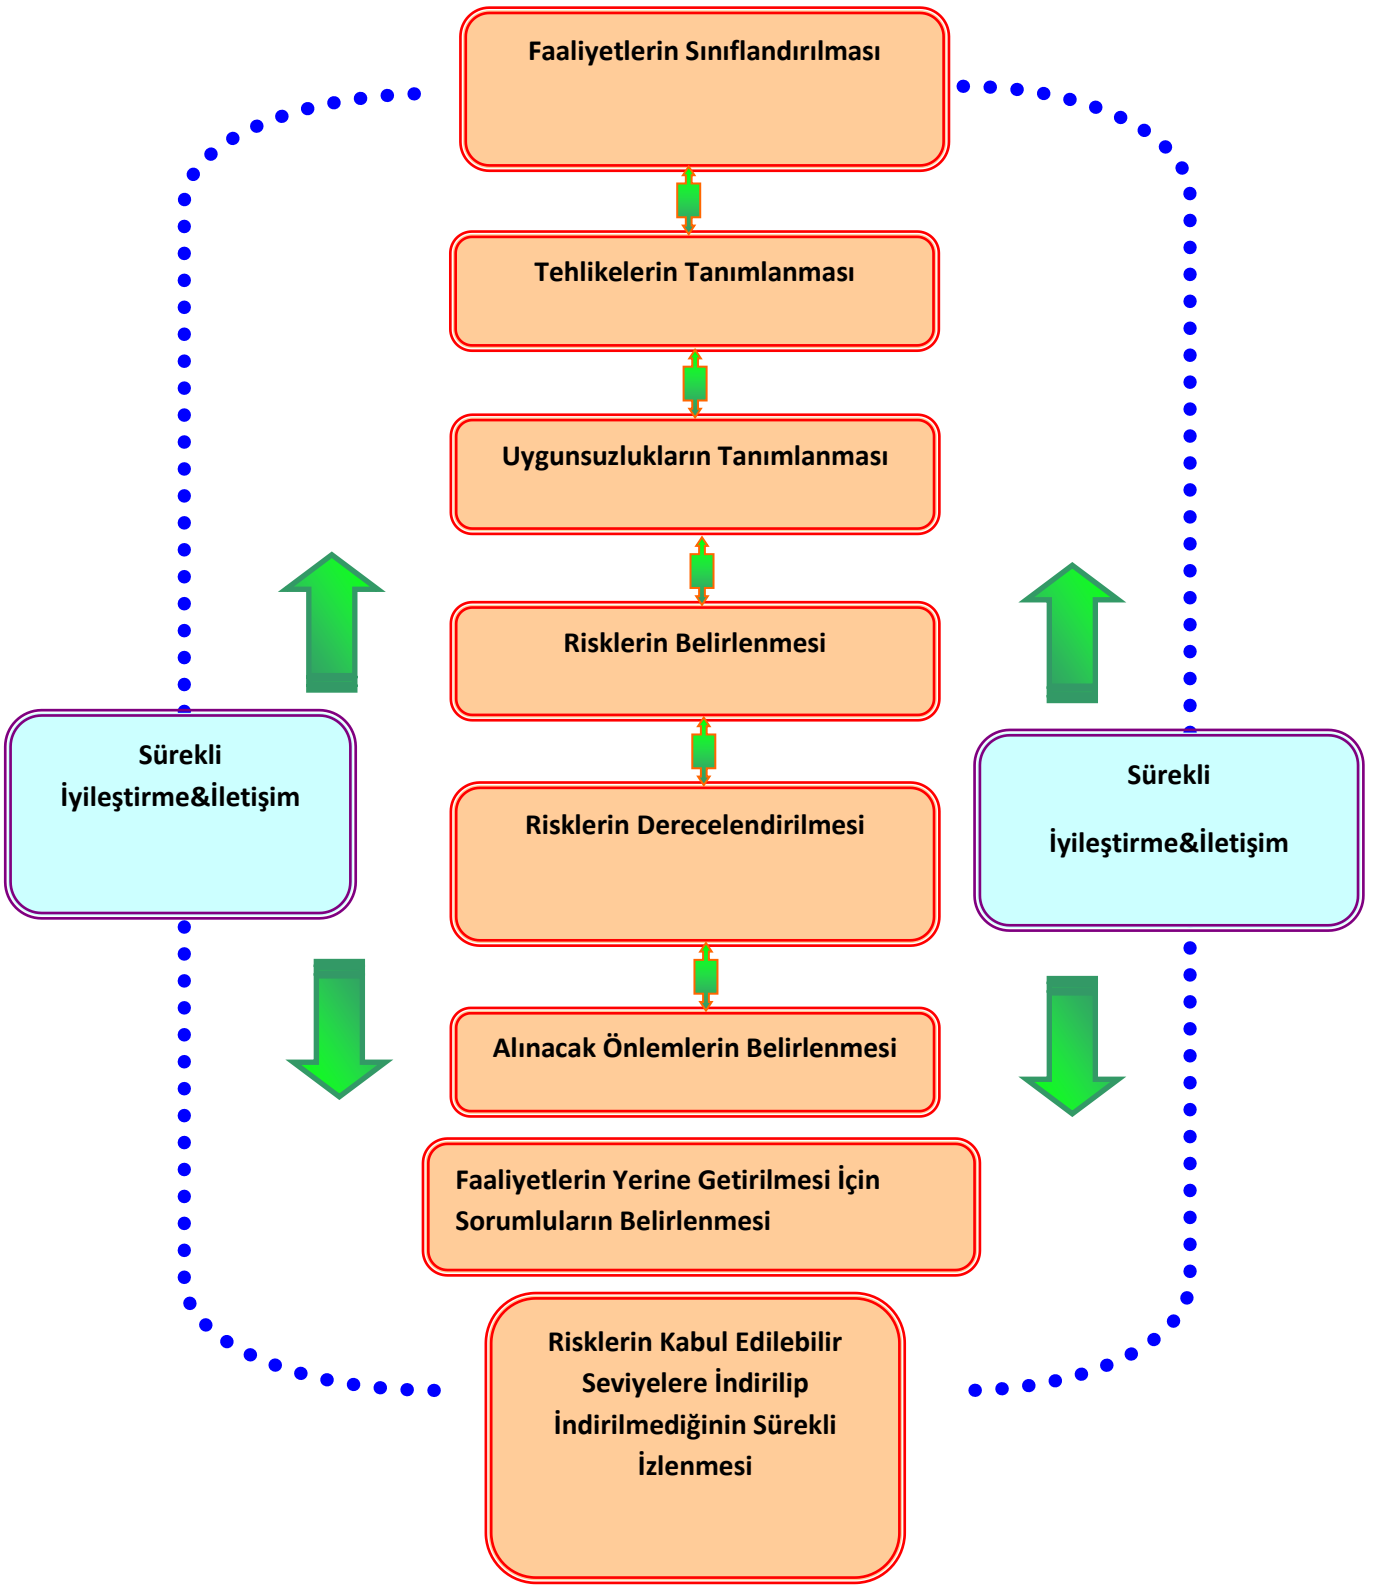 Faaliyetlerin Sınıflandırılması
Tehlikelerin Tanımlanması
Uygunsuzlukların Tanımlanması
Risklerin Belirlenmesi
Sürekli
İyileştirme&İletişim
Risklerin Derecelendirilmesi
Sürekli
İyileştirme&İletişim
Alınacak Önlemlerin Belirlenmesi
Faaliyetlerin Yerine Getirilmesi İçin
Sorumluların Belirlenmesi
Risklerin Kabul Edilebilir
Seviyelere İndirilip
İndirilmediğinin Sürekli
İzlenmesi